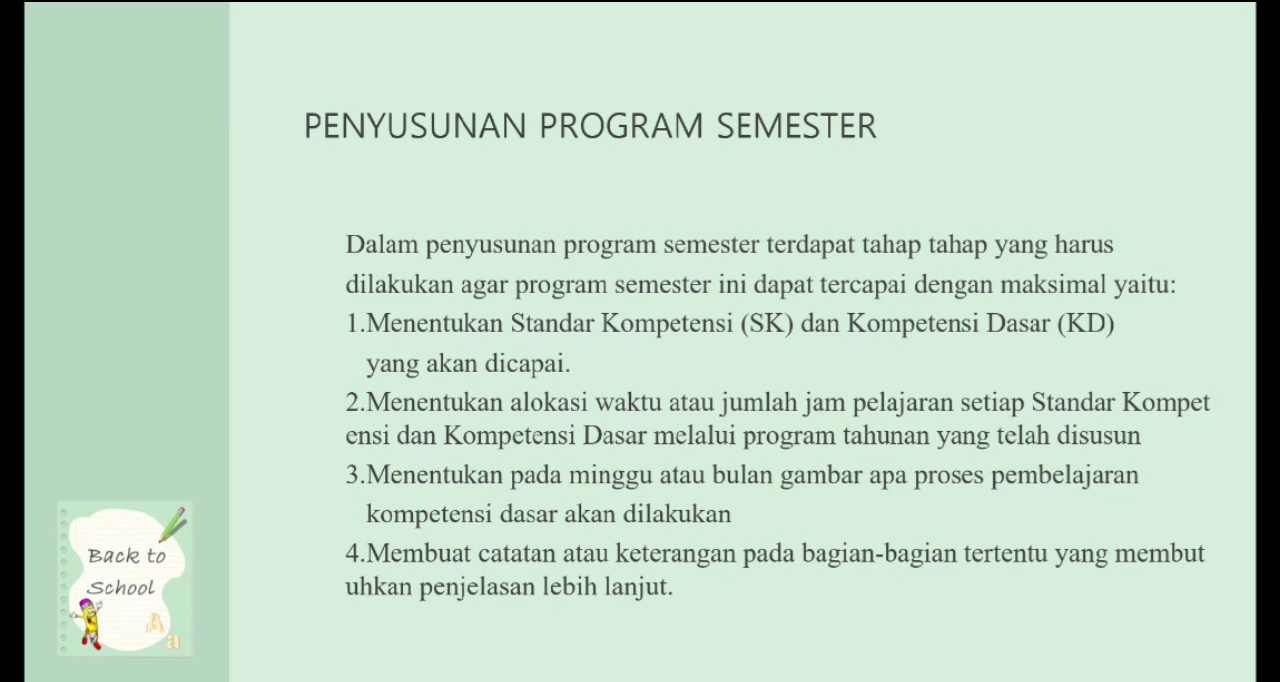 PENYUSUNAN PROGRAM SEMESTER
Dalam penyusunan program semester terdapat tahap tahap yang harus
dilakukan agar program semester ini dapat tercapai dengan maksimal yaitu:
1.Menentukan Standar Kompetensi (SK) dan Kompetensi Dasar (KD)
yang akan dicapai.
2.Menentukan alokasi waktu atau jumlah jam pelajaran setiap Standar Kompet
ensi dan Kompetensi Dasar melalui program tahunan yang telah disusun
3.Menentukan pada minggu atau bulan gambar apa proses pembelajaran
kompetensi dasar akan dilakukan
4.Membuat catatan atau keterangan pada bagian-bagian tertentu yang membut
uhkan penjelasan lebih lanjut.
Back to
School
A
a